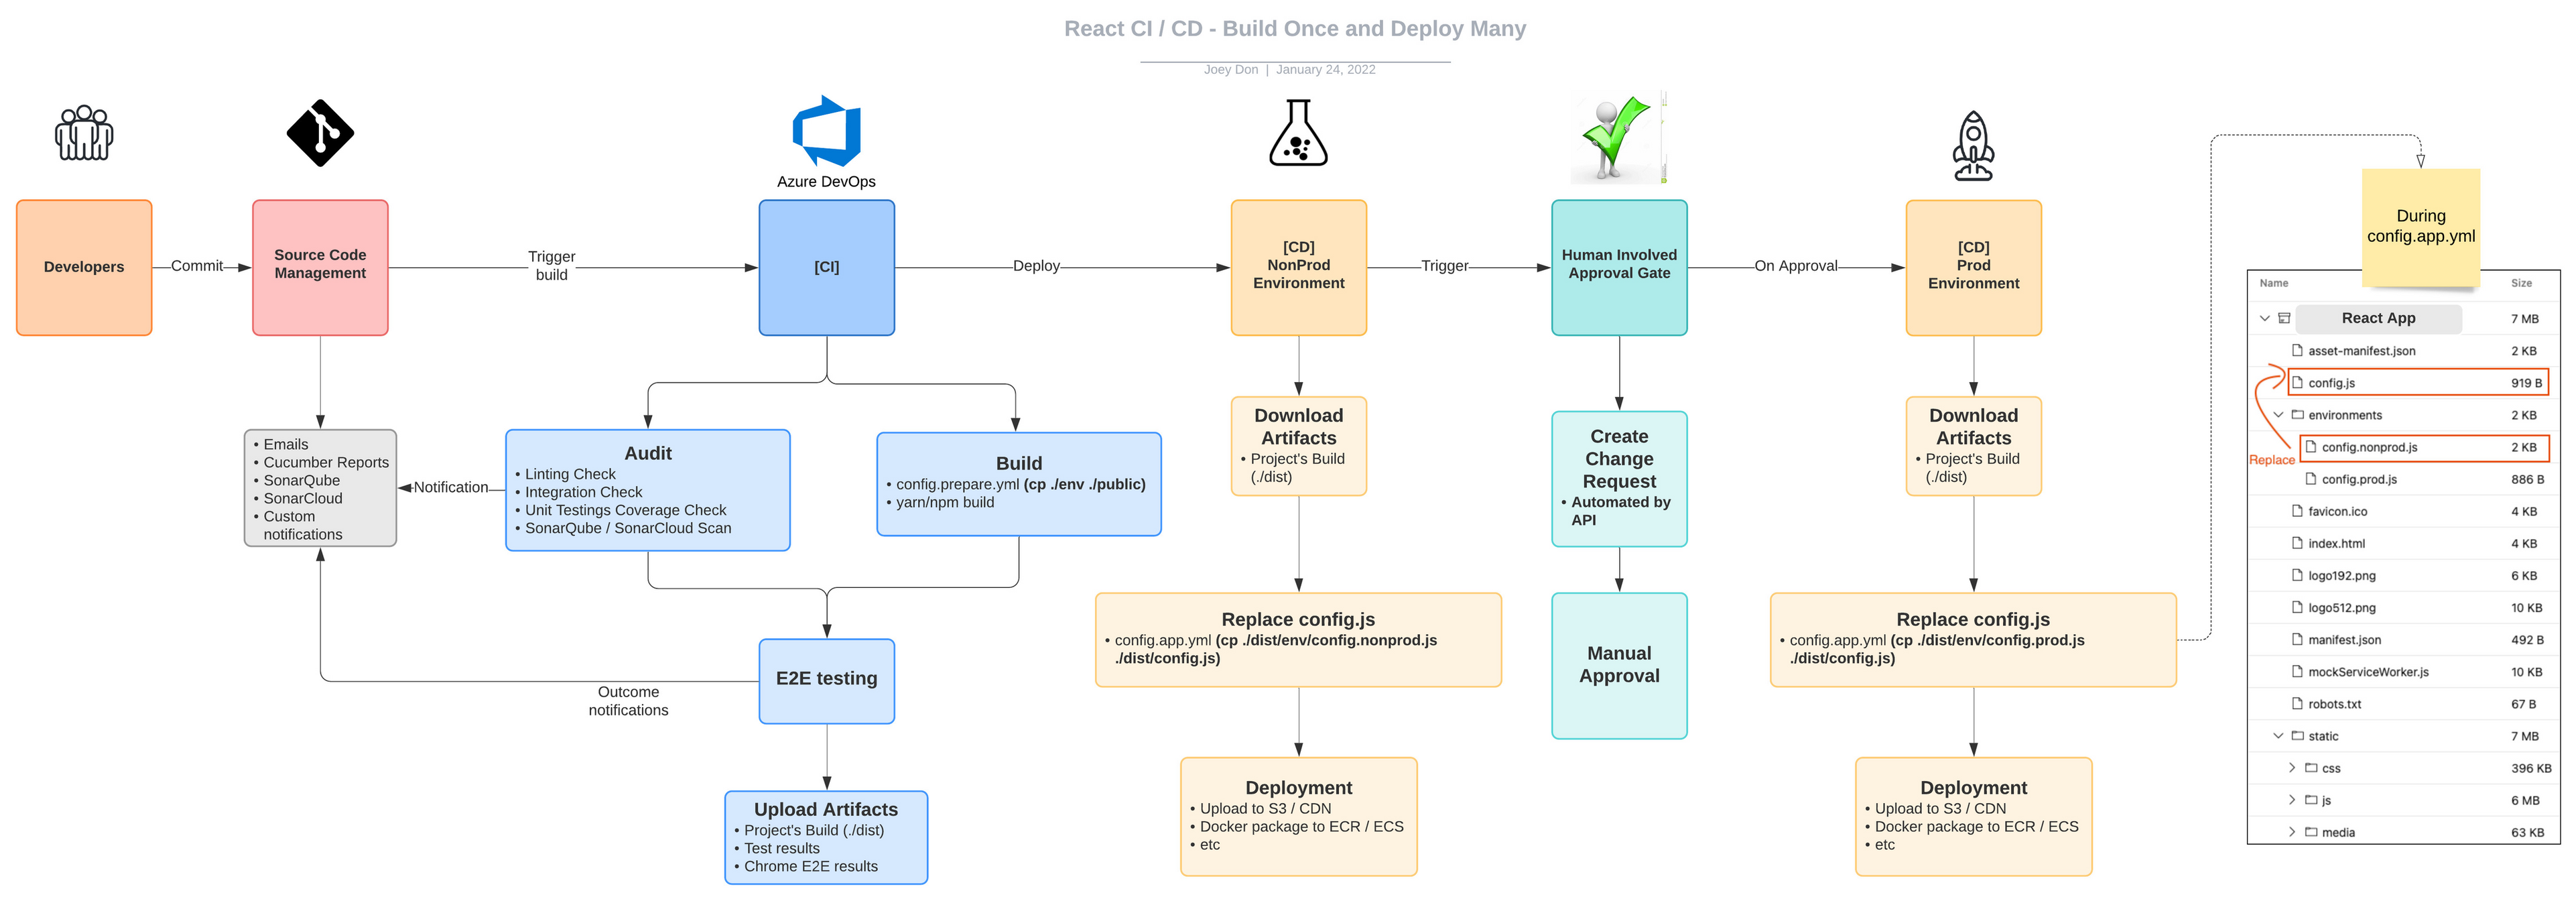 React CI / CD - Build Once and Deploy Many
Joey Don | January 24, 2022
Azure DevOps
Developers
Commit
Source Code
Management
Trigger
build
[CI]
Deploy
[CD]
NonProd
Environment
Trigger
Human Involved
Approval Gate
On Approval
[CD]
Prod
Environment
• Emails
• Cucumber Reports
• SonarQube
• SonarCloud
• Custom
notifications
Notification
Audit
• Linting Check
• Integration Check
• Unit Testings Coverage Check
• SonarQube / SonarCloud Scan
Build
• config.prepare.yml (cp ./env ./public)
• yarn/npm build
E2E testing
Outcome
notifications
Upload Artifacts
• Project's Build (./dist)
• Test results
• Chrome E2E results
Download
Artifacts
• Project's Build
(./dist)
Replace config.js
• config.app.yml (cp ./dist/env/config.nonprod.js
./dist/config.js)
Deployment
• Upload to S3 / CDN
• Docker package to ECR / ECS
• etc
Create
Change
Request
• Automated by
API
Manual
Approval
Download
Artifacts
• Project's Build
(./dist)
Replace config.js
• config.app.yml (cp ./dist/env/config.prod.js
./dist/config.js)
Deployment
• Upload to S3 / CDN
• Docker package to ECR / ECS
• etc
During
config.app.yml
Name Size
React App 7 MB
asset-manifest.json 2 KB
config.js 919 B
environments 2 KB
config.nonprod.js 2 KB
Replace
config.prod.js 886 B
favicon.ico 4 KB
index.html 4 KB
logo192.png 6 KB
logo512.png 10 KB
manifest.json 492 B
mockServiceWorker.js 10 KB
robots.txt 67 B
static 7 MB
css 396 KB
js 6 MB
media 63 KB